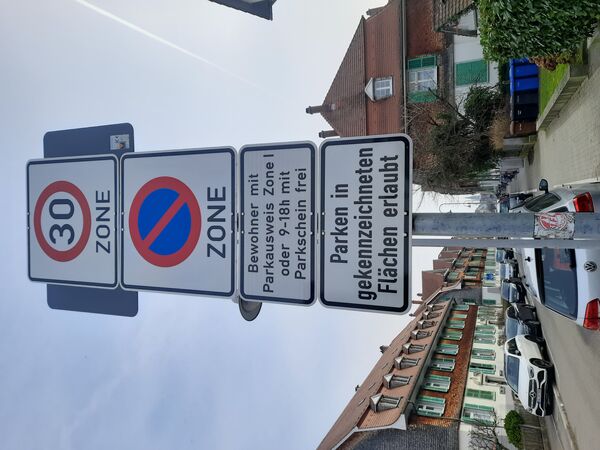 30
ZONE
ZONE
Bewohner mit
Parkausweis Zone I
oder 9-18h mit
Parkschein frei
Parken in
gekennzeichneten
Flächen erlaubt